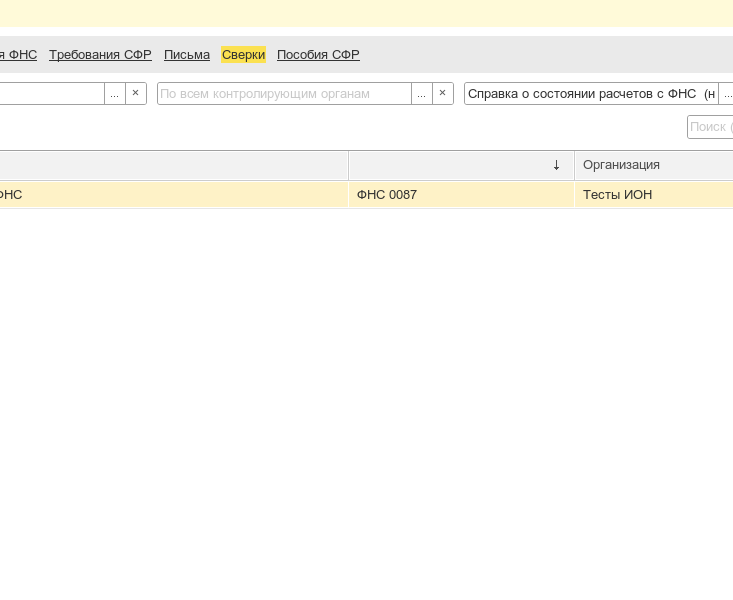 я ФНС Требования СФР Письма Сверки Пособия СФР
... × По всем контролирующим органам ... × Справка о состоянии расчетов с ФНС (н ...
Поиск (
↓ Организация
ФНС ФНС 0087 Тесты ИОН